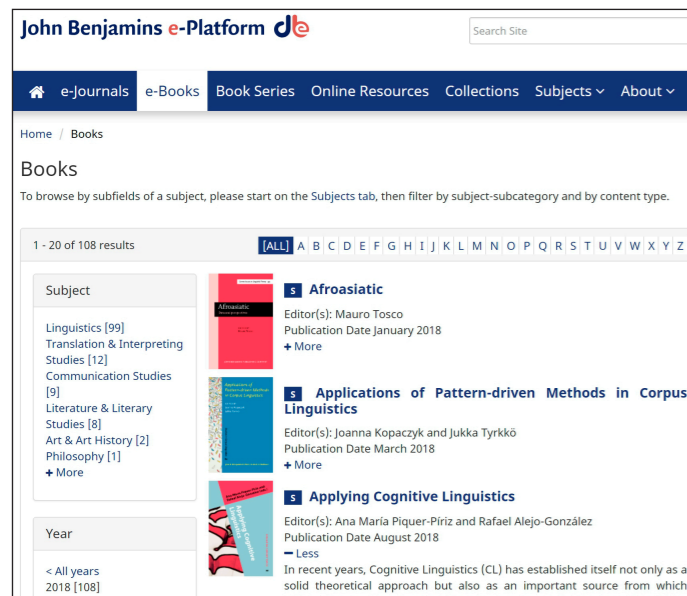 John Benjamins e-Platform
Search Site
e-Journals e-Books Book Series Online Resources Collections Subjects About
Home / Books
Books
To browse by subfields of a subject, please start on the Subjects tab, then filter by subject-subcategory and by content type.
1 - 20 of 108 results
[ALL] A B C D E F G H I J K L M N O P Q R S T U V W X Y Z
Subject
Linguistics [99]
Translation & Interpreting
Studies [12]
Communication Studies
[9]
Literature & Literary
Studies [8]
Art & Art History [2]
Philosophy [1]
+ More
Year
< All years
2018 [108]
Afroasiatic
s Afroasiatic
Editor(s): Mauro Tosco
Publication Date January 2018
+ More
Applications of
Pattern-driven Methods
in Corpus Linguistics
s Applications of Pattern-driven Methods in Corpus
Linguistics
Editor(s): Joanna Kopaczyk and Jukka Tyrkkö
Publication Date March 2018
+ More
Applying Cognitive
Linguistics
s Applying Cognitive Linguistics
Editor(s): Ana María Piquer-Píriz and Rafael Alejo-González
Publication Date August 2018
− Less
In recent years, Cognitive Linguistics (CL) has established itself not only as a
solid theoretical approach but also as an important source from which